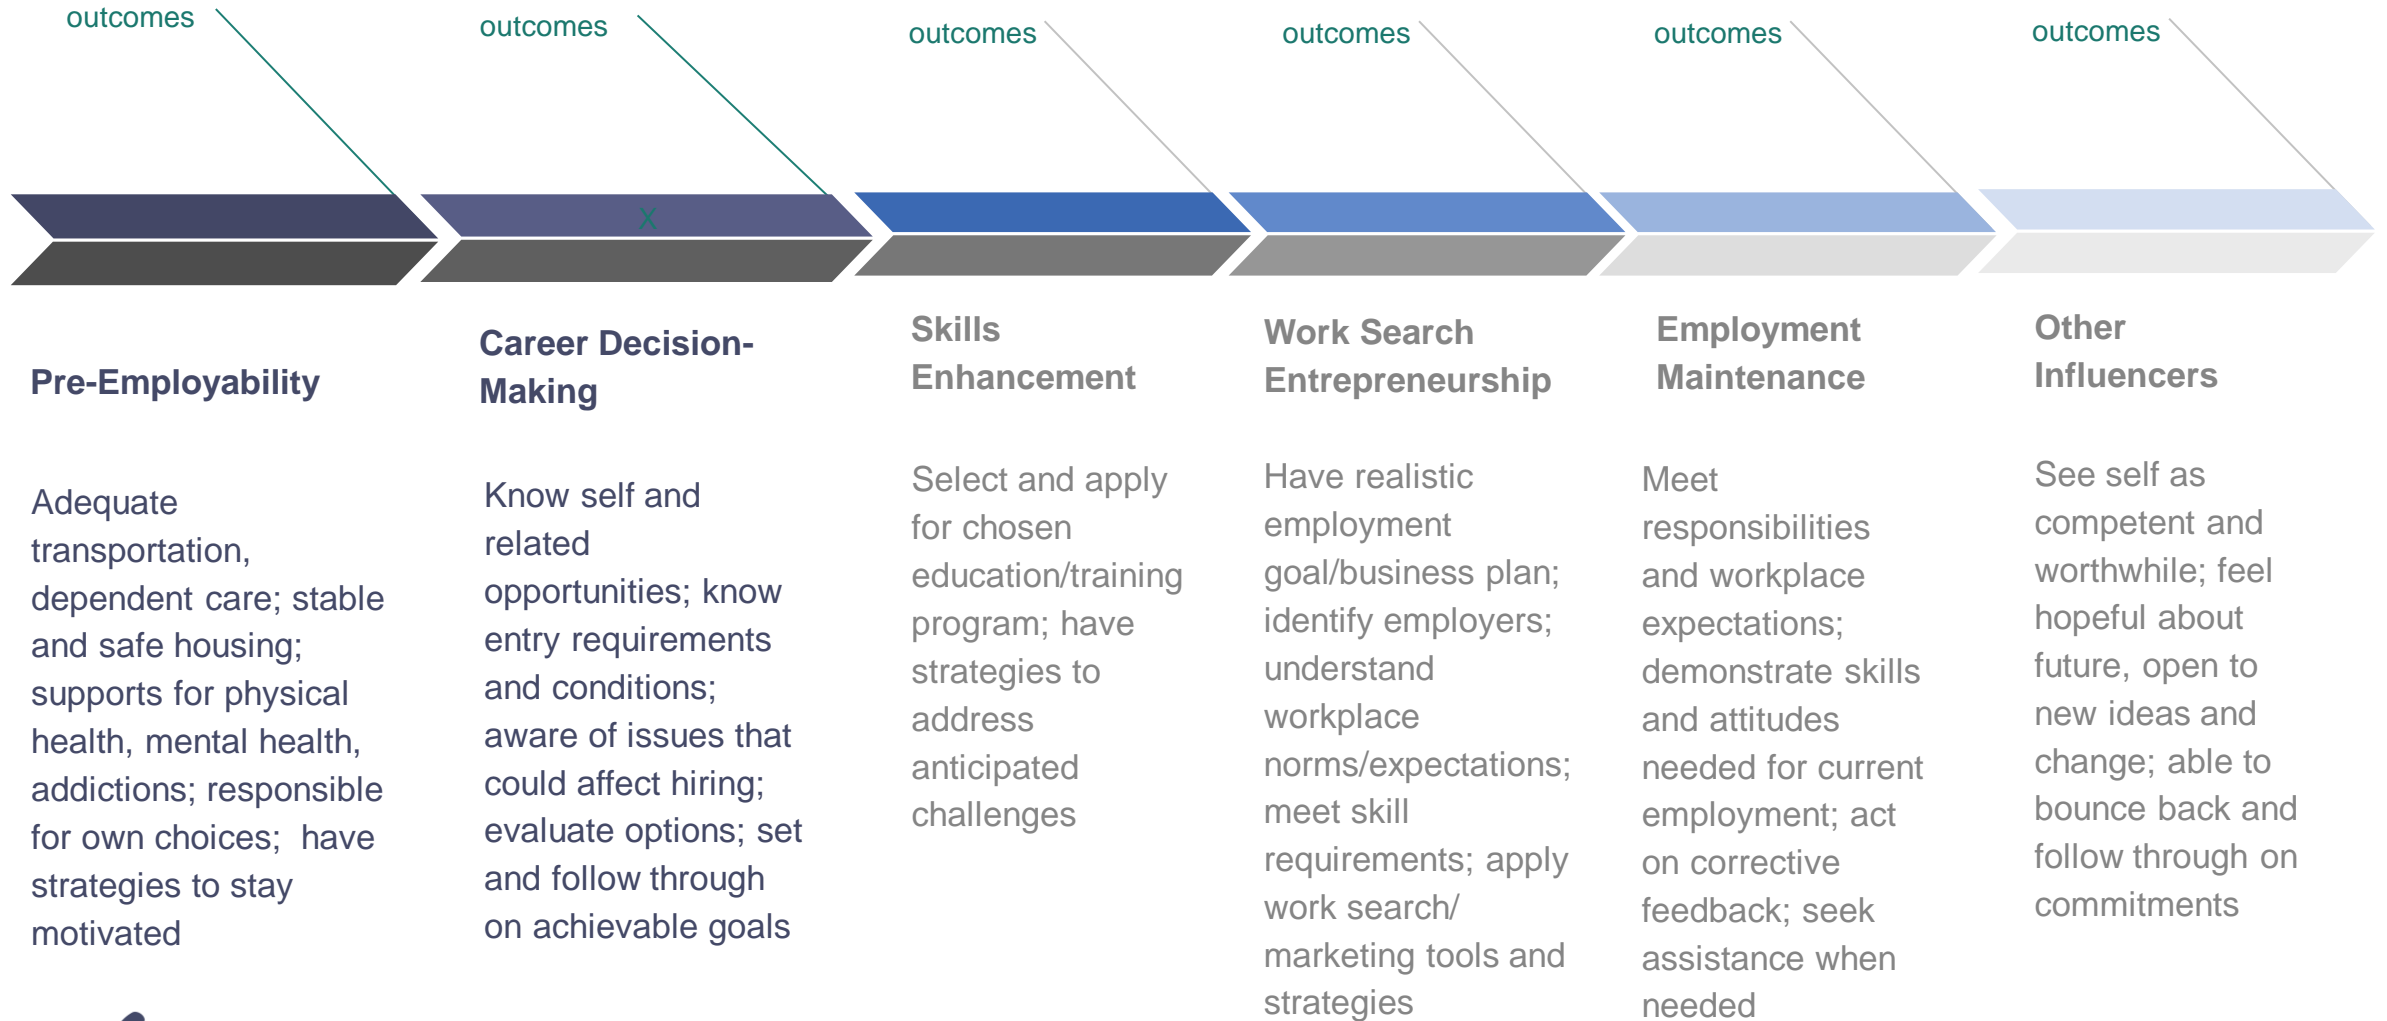 outcomes
outcomes
outcomes
outcomes
outcomes
outcomes
X
Pre-Employability
Adequate
transportation,
dependent care; stable
and safe housing;
supports for physical
health, mental health,
addictions; responsible
for own choices;  have
strategies to stay
motivated
Career Decision-
Making
Know self and
related
opportunities; know
entry requirements
and conditions;
aware of issues that
could affect hiring;
evaluate options; set
and follow through
on achievable goals
Skills
Enhancement
Select and apply
for chosen
education/training
program; have
strategies to
address
anticipated
challenges
Work Search
Entrepreneurship
Have realistic
employment
goal/business plan;
identify employers;
understand
workplace
norms/expectations;
meet skill
requirements; apply
work search/
marketing tools and
strategies
Employment
Maintenance
Meet
responsibilities
and workplace
expectations;
demonstrate skills
and attitudes
needed for current
employment; act
on corrective
feedback; seek
assistance when
needed
Other
Influencers
See self as
competent and
worthwhile; feel
hopeful about
future, open to
new ideas and
change; able to
bounce back and
follow through on
commitments